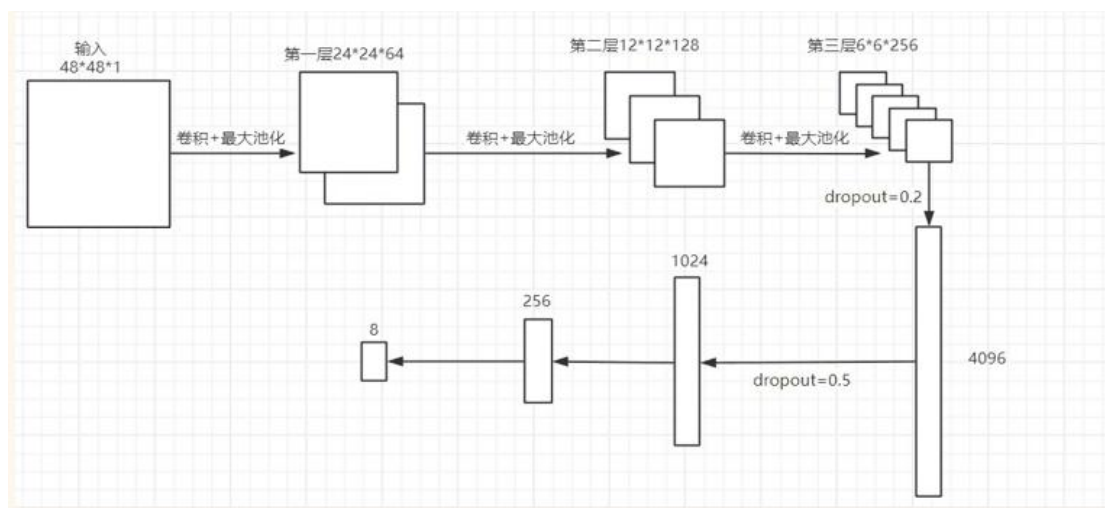 输入
48*48*1
第一层24*24*64
第二层12*12*128
第三层6*6*256
卷积+最大池化
卷积+最大池化
卷积+最大池化
dropout=0.2
4096
dropout=0.5
1024
256
8